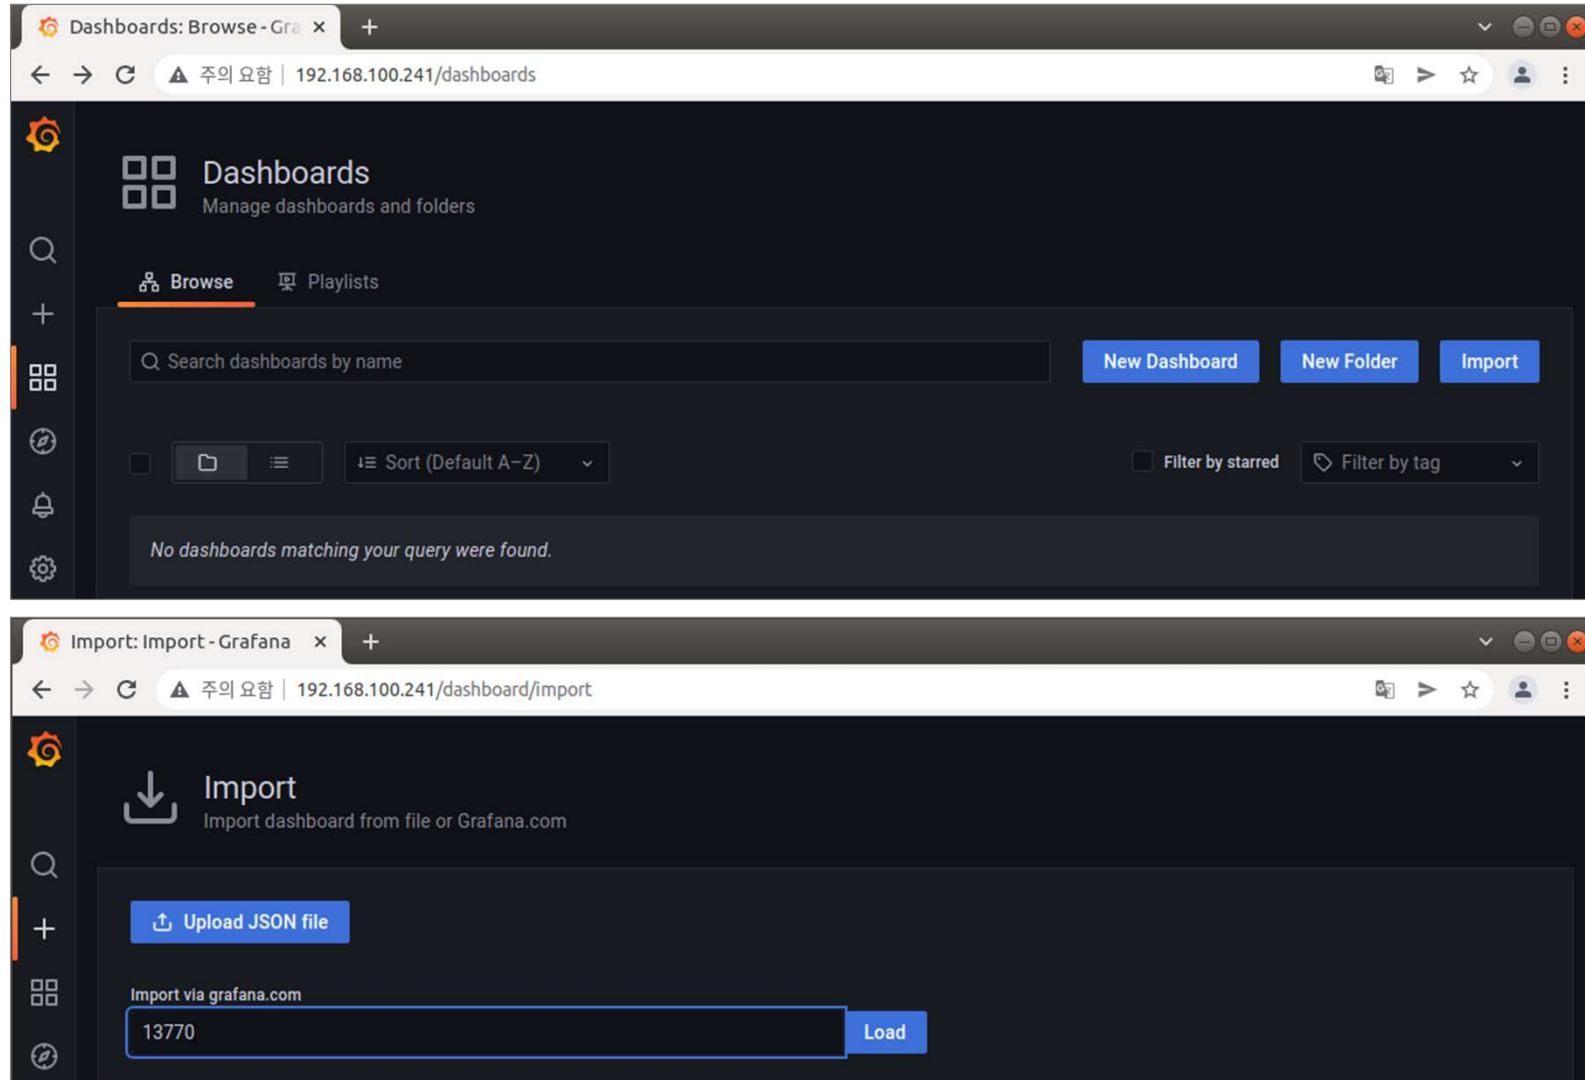 Dashboards: Browse - Gra
주의 요함 | 192.168.100.241/dashboards
Dashboards
Manage dashboards and folders
Browse Playlists
Search dashboards by name New Dashboard New Folder Import
Sort (Default A–Z) Filter by starred Filter by tag
No dashboards matching your query were found.
Import: Import - Grafana
주의 요함 | 192.168.100.241/dashboard/import
Import
Import dashboard from file or Grafana.com
Upload JSON file
Import via grafana.com
13770 Load